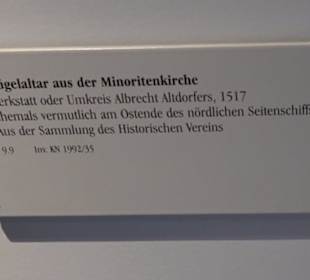 ügelaltar aus der Minoritenkirche
erkstatt oder Umkreis Albrecht Altdorfers, 1517
hemals vermutlich am Ostende des nördlichen Seitenschiffs
Aus der Sammlung des Historischen Vereins
9.9 Inv. KN 1992/35